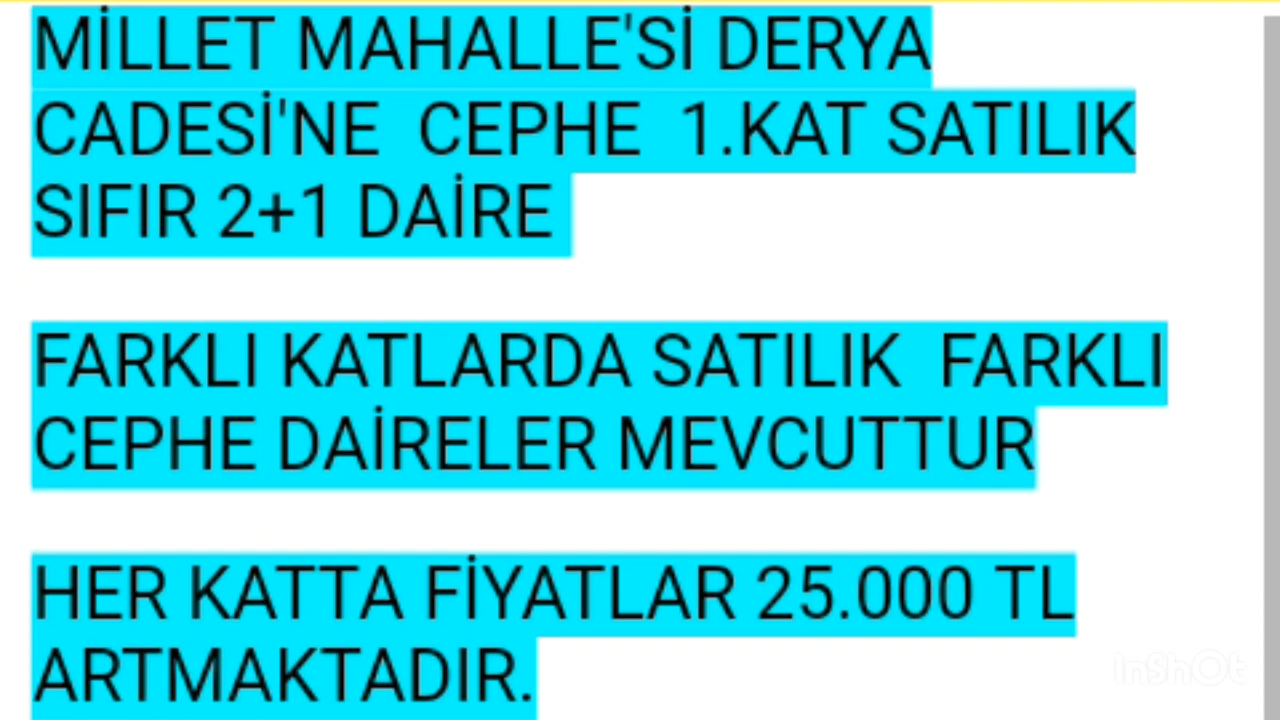 MİLLET MAHALLE'Sİ DERYA
CADESİ'NE  CEPHE  1.KAT SATILIK
SIFIR 2+1 DAİRE
FARKLI KATLARDA SATILIK  FARKLI
CEPHE DAİRELER MEVCUTTUR
HER KATTA FİYATLAR 25.000 TL
ARTMAKTADIR.
InShOt